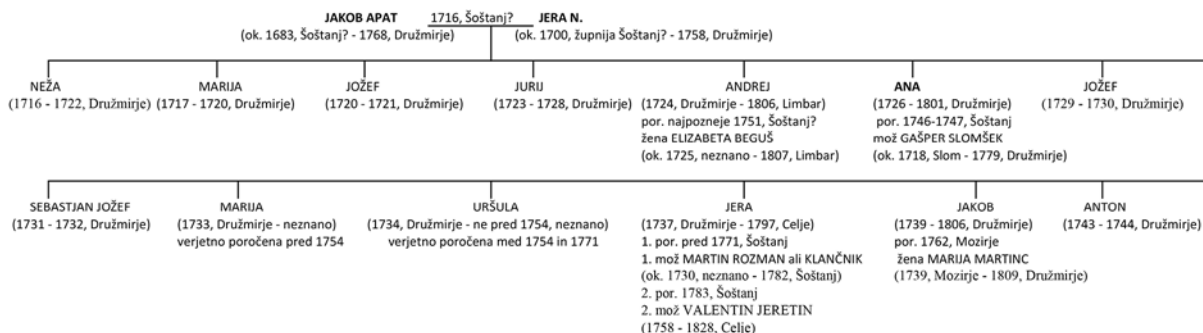 JAKOB APAT 1716, Šoštanj? JERA N.
(ok. 1683, Šoštanj? - 1768, Družmirje) (ok. 1700, župnija Šoštanj? - 1758, Družmirje)
NEŽA
(1716 - 1722, Družmirje)
MARIJA
(1717 - 1720, Družmirje)
JOŽEF
(1720 - 1721, Družmirje)
JURIJ
(1723 - 1728, Družmirje)
ANDREJ
(1724, Družmirje - 1806, Limbar)
por. najpozneje 1751, Šoštanj?
žena ELIZABETA BEGUŠ
(ok. 1725, neznano - 1807, Limbar)
ANA
(1726 - 1801, Družmirje)
por. 1746-1747, Šoštanj
mož GAŠPER SLOMŠEK
(ok. 1718, Slom - 1779, Družmirje)
JOŽEF
(1729 - 1730, Družmirje)
SEBASTJAN JOŽEF
(1731 - 1732, Družmirje)
MARIJA
(1733, Družmirje - neznano)
verjetno poročena pred 1754
URŠULA
(1734, Družmirje - ne pred 1754, neznano)
verjetno poročena med 1754 in 1771
JERA
(1737, Družmirje - 1797, Celje)
1. por. pred 1771, Šoštanj
1. mož MARTIN ROZMAN ali KLANČNIK
(ok. 1730, neznano - 1782, Šoštanj)
2. por. 1783, Šoštanj
2. mož VALENTIN JERETIN
(1758 - 1828, Celje)
JAKOB
(1739 - 1806, Družmirje)
por. 1762, Mozirje
žena MARIJA MARTINC
(1739, Mozirje - 1809, Družmirje)
ANTON
(1743 - 1744, Družmirje)